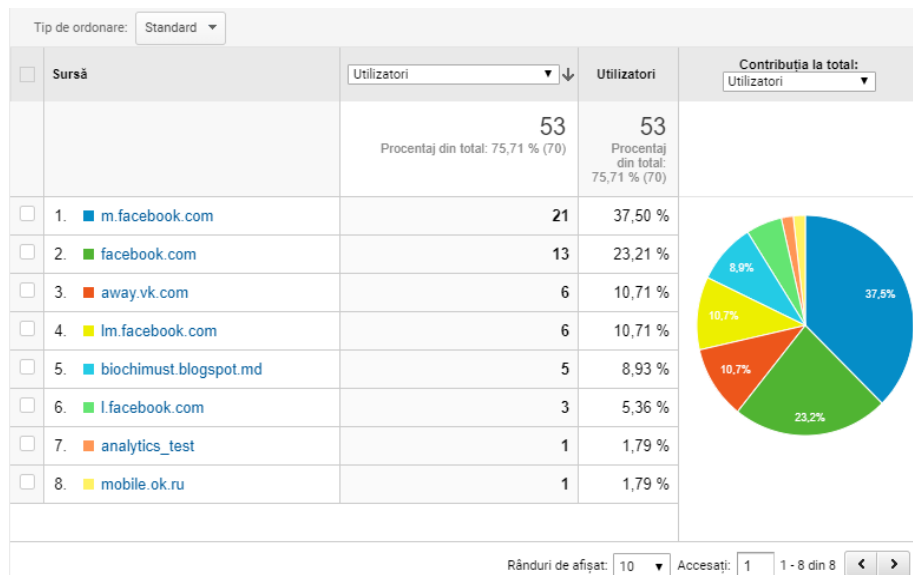 Tip de ordonare: Standard
Sursă Utilizatori Utilizatori Contribuția la total:
Utilizatori
53 53
Procentaj din total: 75,71 % (70) Procentaj
din total:
75,71 % (70)
1. m.facebook.com 21 37,50 %
2. facebook.com 13 23,21 %
3. away.vk.com 6 10,71 %
4. lm.facebook.com 6 10,71 %
5. biochimust.blogspot.md 5 8,93 %
6. l.facebook.com 3 5,36 %
7. analytics_test 1 1,79 %
8. mobile.ok.ru 1 1,79 %
8,9%
37,5%
10,7%
10,7%
23,2%
Rânduri de afișat: 10 Accesați: 1 1 - 8 din 8